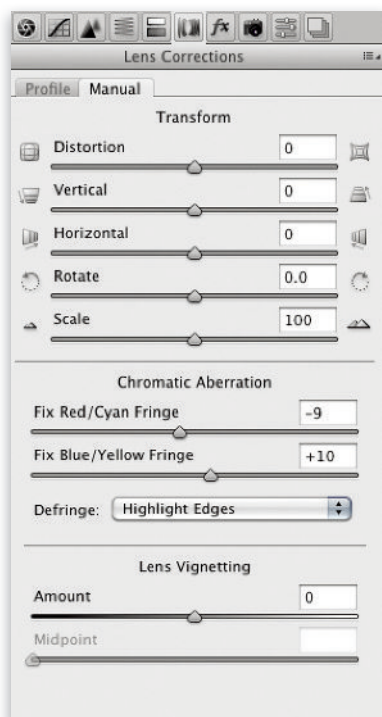 fx
Lens Corrections
Profile Manual
Transform
Distortion 0
Vertical 0
Horizontal 0
Rotate 0.0
Scale 100
Chromatic Aberration
Fix Red/Cyan Fringe -9
Fix Blue/Yellow Fringe +10
Defringe: Highlight Edges
Lens Vignetting
Amount 0
Midpoint